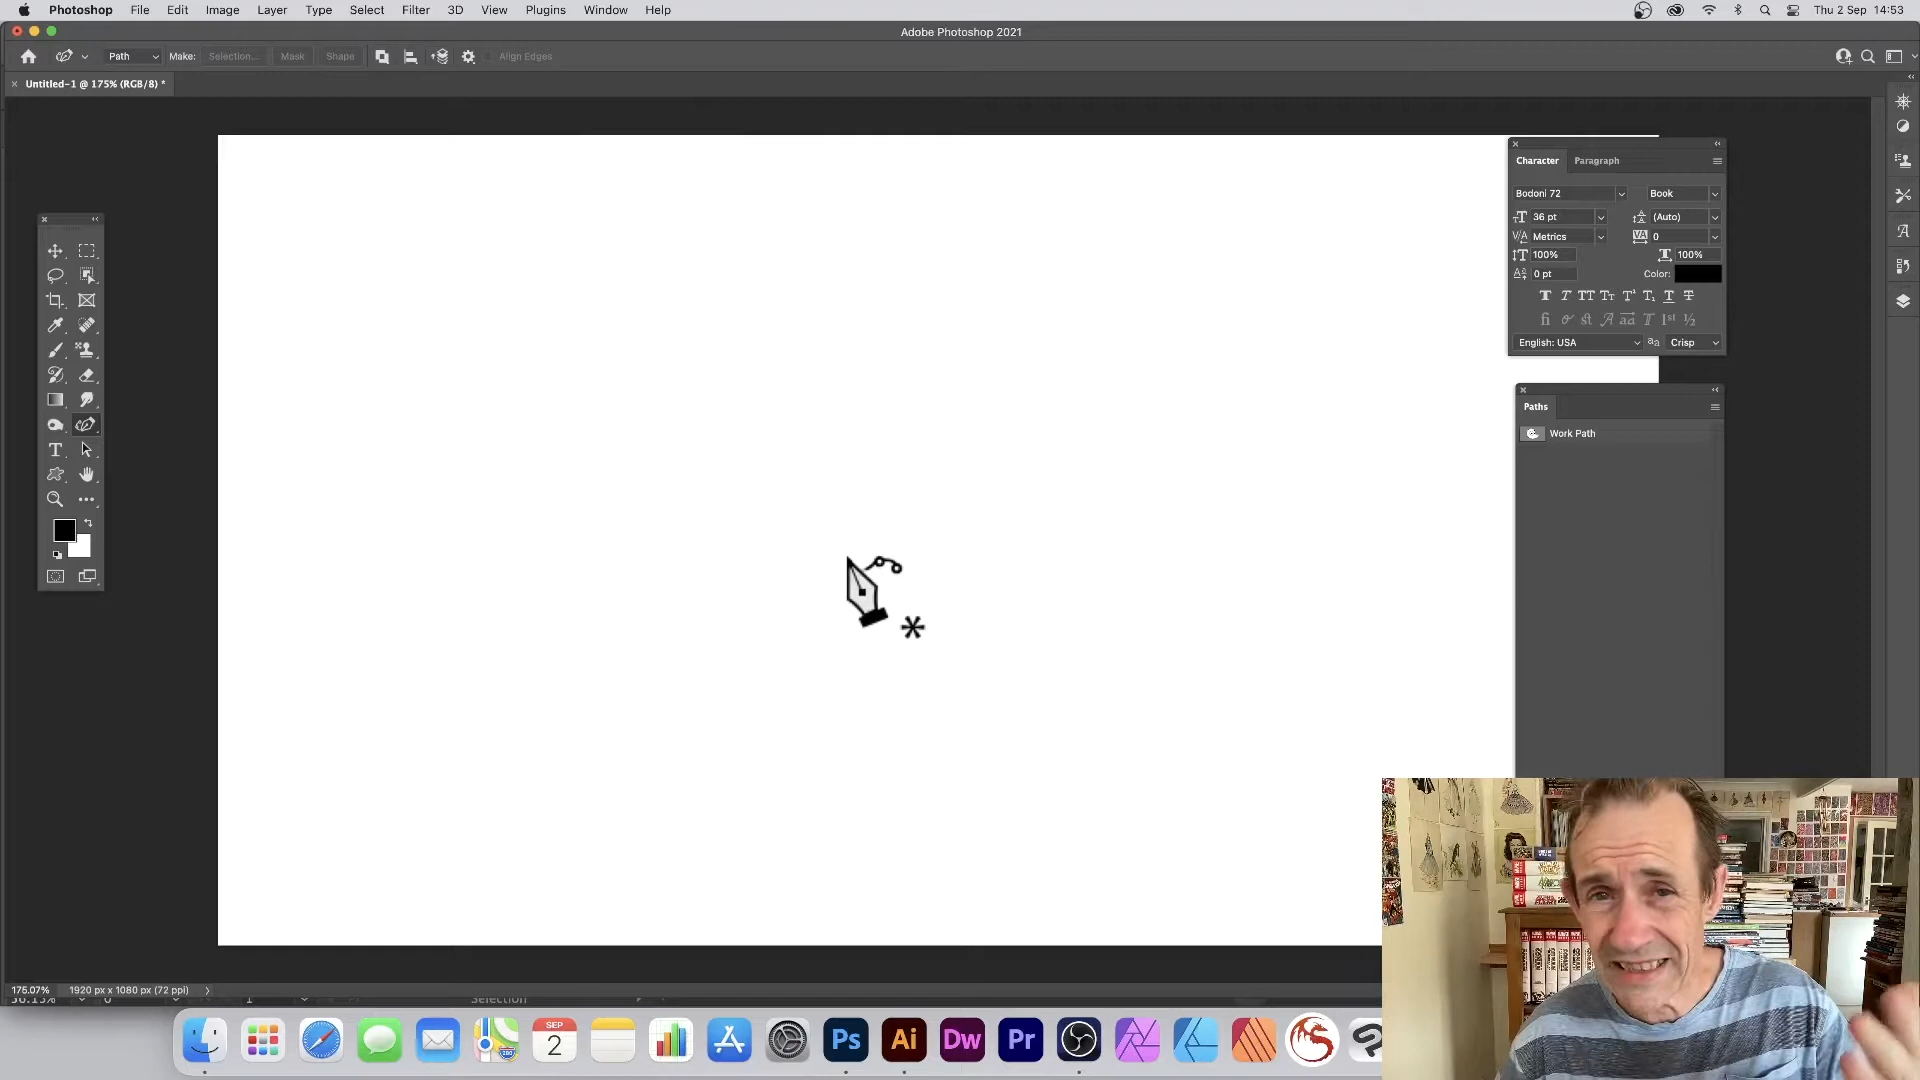 Photoshop File Edit Image Layer Type Select Filter 3D View Plugins Window Help Thu 2 Sep 14:53
Adobe Photoshop 2021
Path Make: Selection... Mask Shape Align Edges
Untitled-1 @ 175% (RGB/8) *
Character Paragraph
Bodoni 72 Book
36 pt (Auto)
Metrics 0
100% 100%
0 pt Color:
English: USA Crisp
Paths
Work Path
175.07% 1920 px x 1080 px (72 ppi)
Selection
SEP
2
Ps Ai Dw Pr